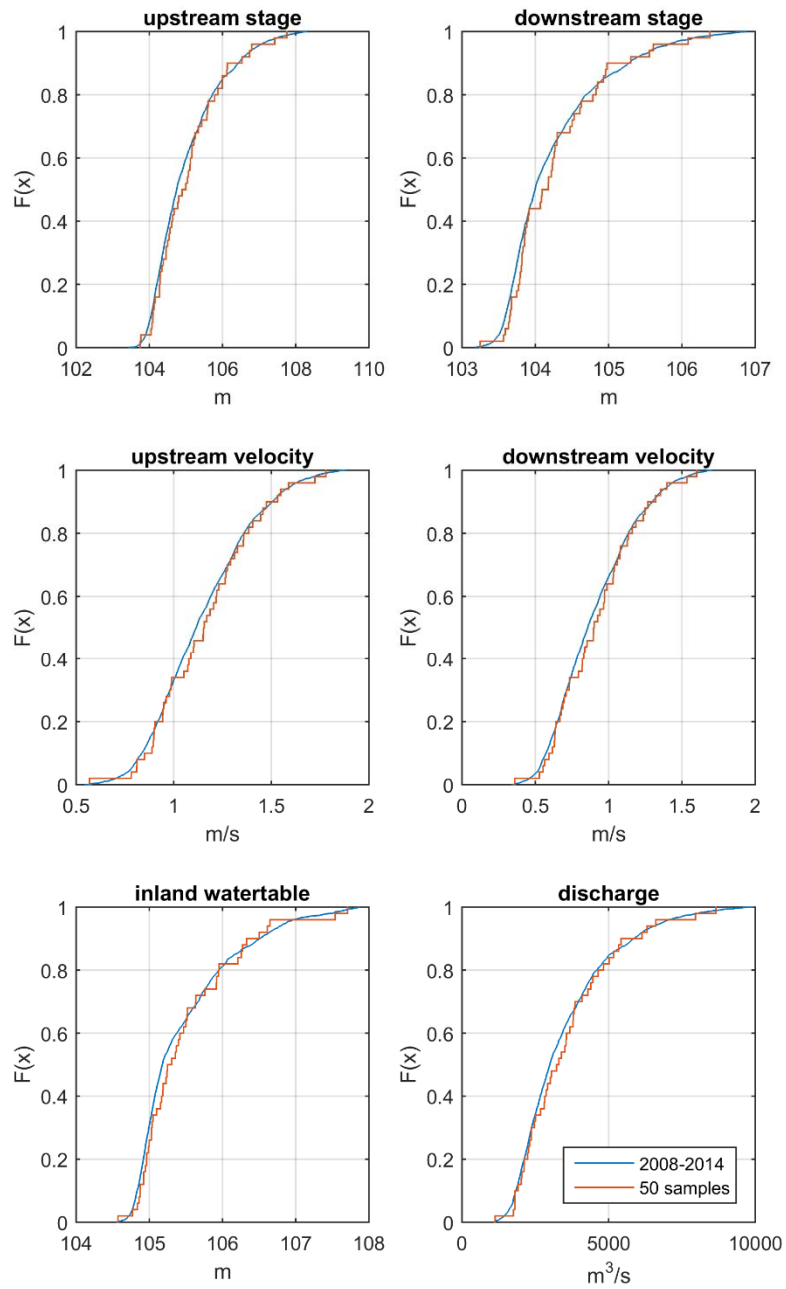 upstream stage
1
0.8
0.6
0.4
0.2
0
F(x)
102 104 106 108 110
m
downstream stage
1
0.8
0.6
0.4
0.2
0
F(x)
103 104 105 106 107
m
upstream velocity
1
0.8
0.6
0.4
0.2
0
F(x)
0.5 1 1.5 2
m/s
downstream velocity
1
0.8
0.6
0.4
0.2
0
F(x)
0 0.5 1 1.5 2
m/s
inland watertable
1
0.8
0.6
0.4
0.2
0
F(x)
104 105 106 107 108
m
discharge
1
0.8
0.6
0.4
0.2
0
F(x)
2008-2014
50 samples
0 5000 10000
m³/s